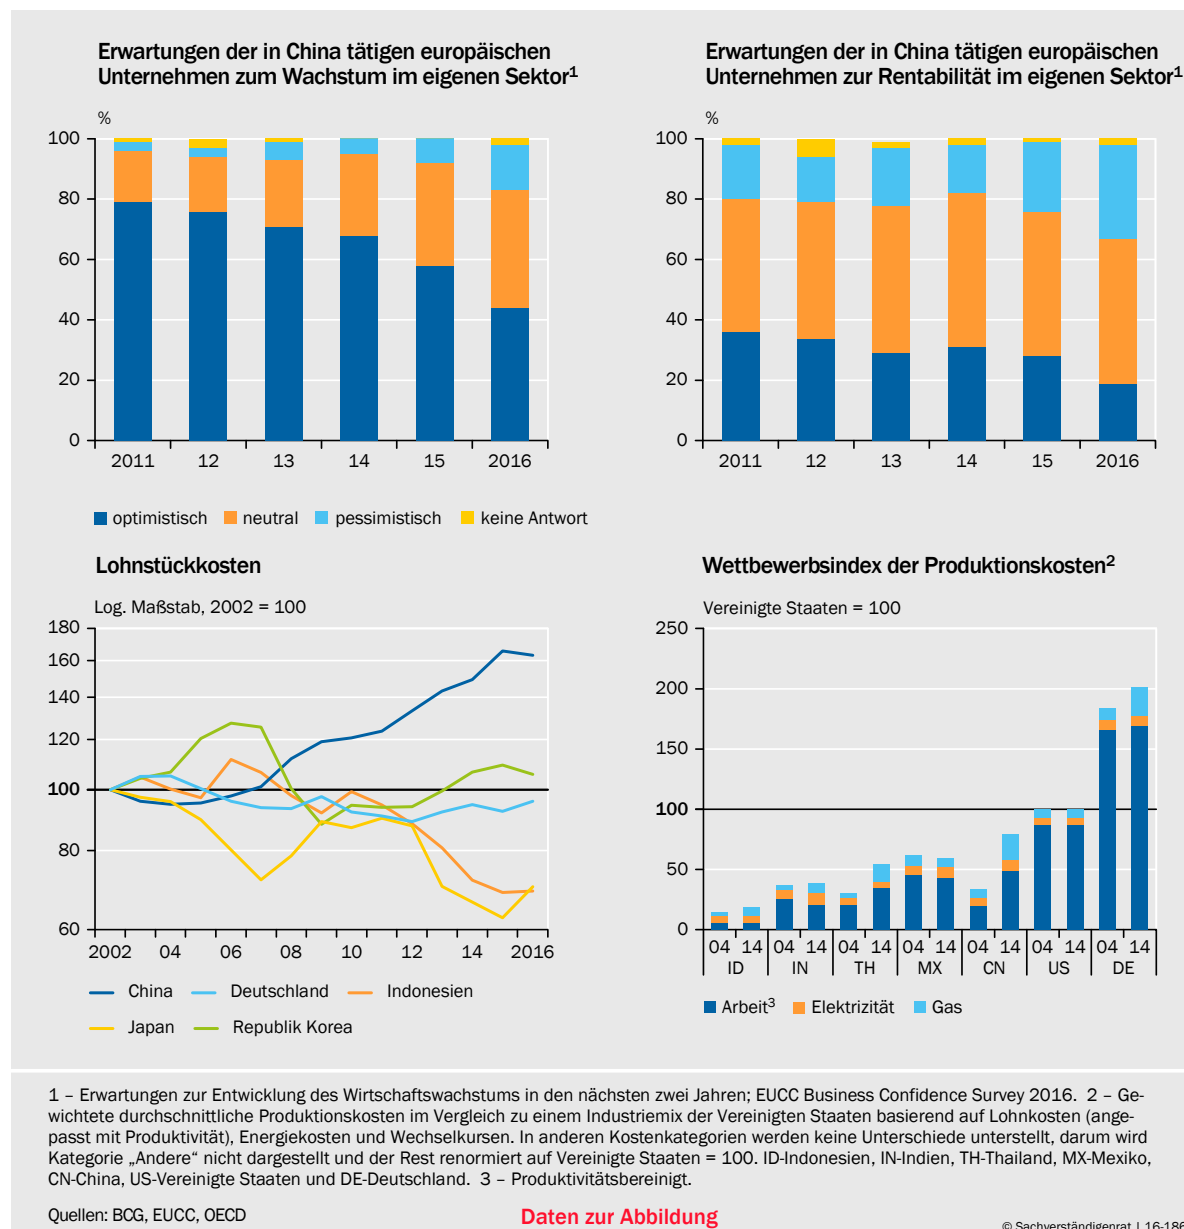 Erwartungen der in China tätigen europäischen
Unternehmen zum Wachstum im eigenen Sektor¹
%
100
80
60
40
20
0
2011 12 13 14 15 2016
Erwartungen der in China tätigen europäischen
Unternehmen zur Rentabilität im eigenen Sektor¹
%
100
80
60
40
20
0
2011 12 13 14 15 2016
optimistisch neutral pessimistisch keine Antwort
Lohnstückkosten
Log. Maßstab, 2002 = 100
180
160
140
120
100
80
60
2002 04 06 08 10 12 14 2016
China Deutschland Indonesien
Japan Republik Korea
Wettbewerbsindex der Produktionskosten²
Vereinigte Staaten = 100
250
200
150
100
50
0
04 14 04 14 04 14 04 14 04 14 04 14 04 14
ID IN TH MX CN US DE
Arbeit³ Elektrizität Gas
1 – Erwartungen zur Entwicklung des Wirtschaftswachstums in den nächsten zwei Jahren; EUCC Business Confidence Survey 2016. 2 – Ge-
wichtete durchschnittliche Produktionskosten im Vergleich zu einem Industriemix der Vereinigten Staaten basierend auf Lohnkosten (ange-
passt mit Produktivität), Energiekosten und Wechselkursen. In anderen Kostenkategorien werden keine Unterschiede unterstellt, darum wird
Kategorie „Andere“ nicht dargestellt und der Rest renormiert auf Vereinigte Staaten = 100. ID-Indonesien, IN-Indien, TH-Thailand, MX-Mexiko,
CN-China, US-Vereinigte Staaten und DE-Deutschland. 3 – Produktivitätsbereinigt.
Quellen: BCG, EUCC, OECD
Daten zur Abbildung
© Sachverständigenrat | 16-186